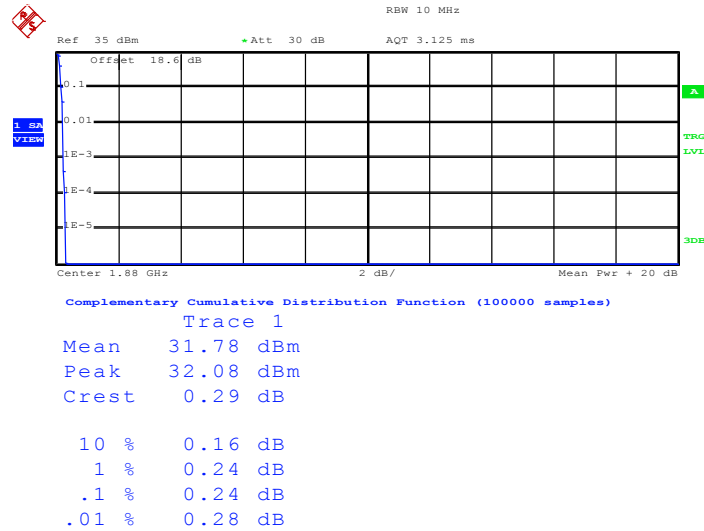 RBW 10 MHz
Ref 35 dBm *Att 30 dB AQT 3.125 ms
Offset 18.6 dB
0.1
A
0.01
1 SA
VIEW
TRG
LVL
1E-3
1E-4
1E-5
3DB
Center 1.88 GHz 2 dB/ Mean Pwr + 20 dB
Complementary Cumulative Distribution Function (100000 samples)
Trace 1
Mean 31.78 dBm
Peak 32.08 dBm
Crest 0.29 dB
10 % 0.16 dB
1 % 0.24 dB
.1 % 0.24 dB
.01 % 0.28 dB